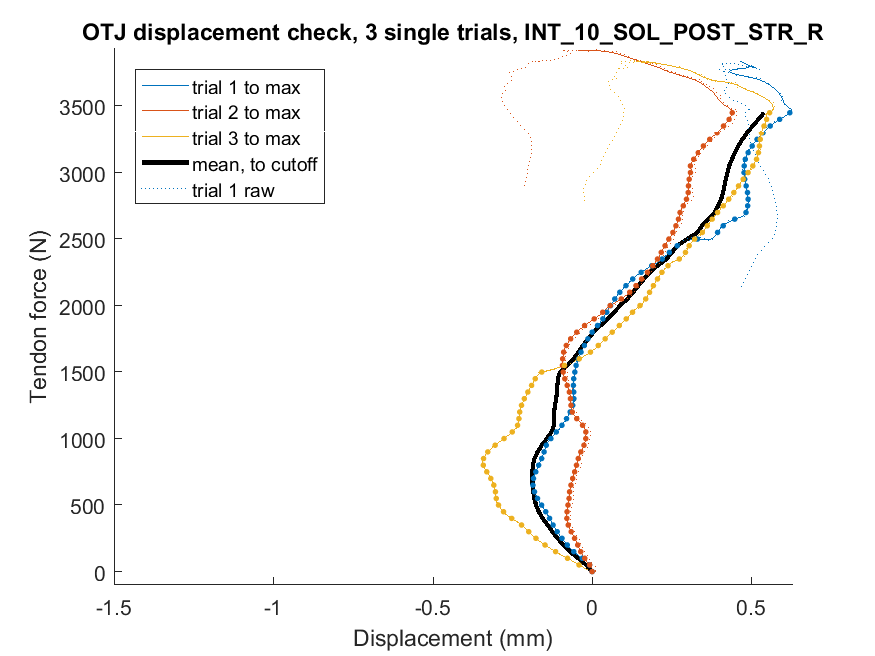 OTJ displacement check, 3 single trials, INT_10_SOL_POST_STR_R
trial 1 to max
trial 2 to max
trial 3 to max
mean, to cutoff
trial 1 raw
Tendon force (N)
3500
3000
2500
2000
1500
1000
500
0
-1.5
-1
-0.5
0
0.5
Displacement (mm)